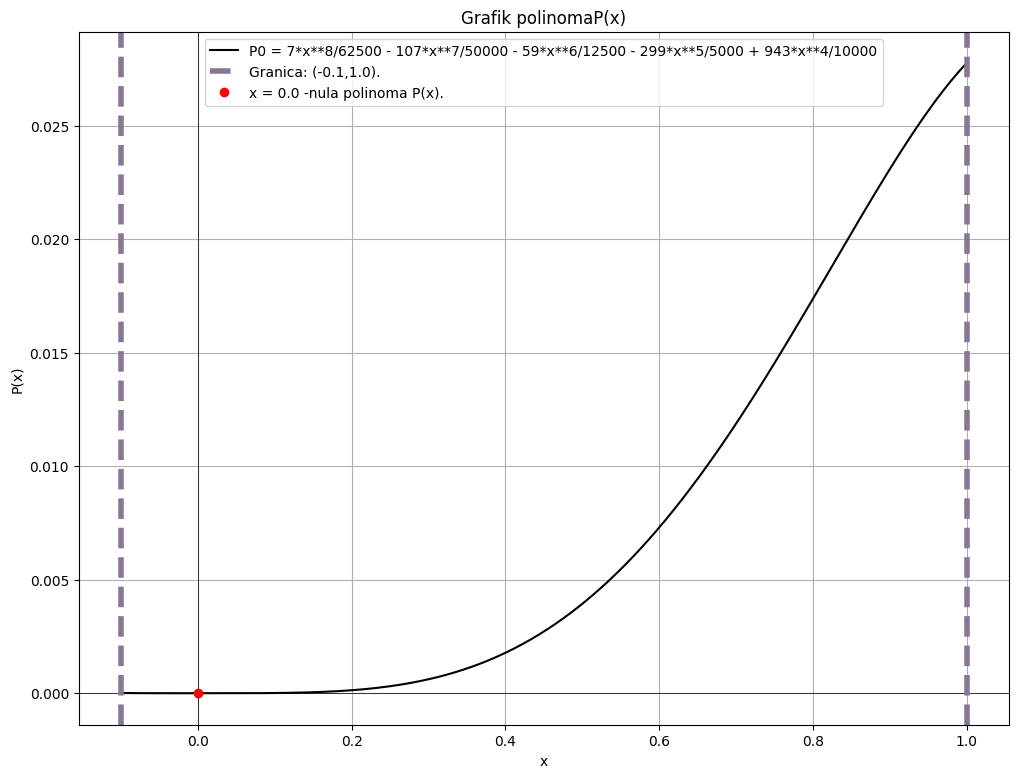 Grafik polinomaP(x)
P0 = 7*x**8/62500 - 107*x**7/50000 - 59*x**6/12500 - 299*x**5/5000 + 943*x**4/10000
Granica: (-0.1,1.0).
x = 0.0 -nula polinoma P(x).
0.025
0.020
0.015
0.010
0.005
0.000
P(x)
0.0 0.2 0.4 0.6 0.8 1.0
x